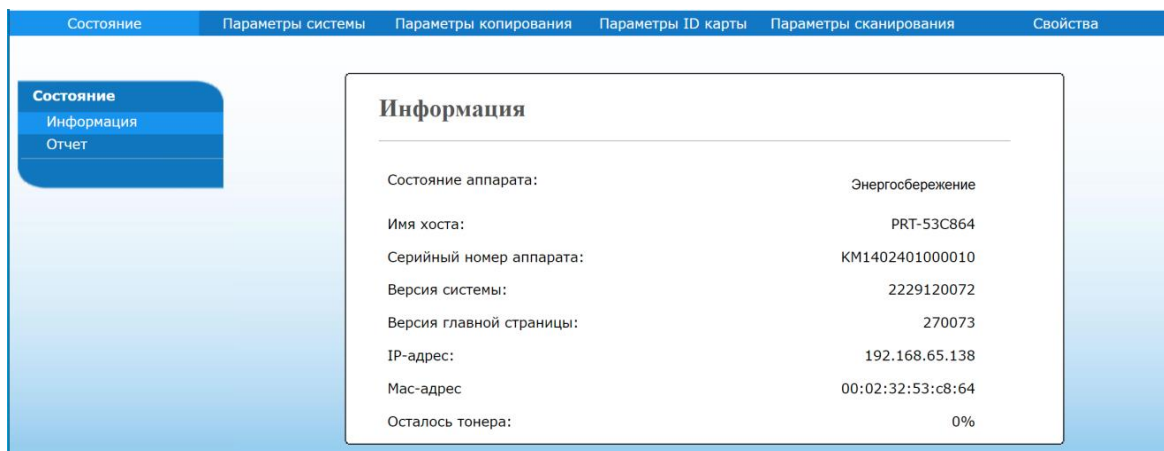 Состояние Параметры системы Параметры копирования Параметры ID карты Параметры сканирования Свойства
Состояние
Информация
Отчет
Информация
Состояние аппарата: Энергосбережение
Имя хоста: PRT-53C864
Серийный номер аппарата: KM1402401000010
Версия системы: 2229120072
Версия главной страницы: 270073
IP-адрес: 192.168.65.138
Mac-адрес 00:02:32:53:c8:64
Осталось тонера: 0%